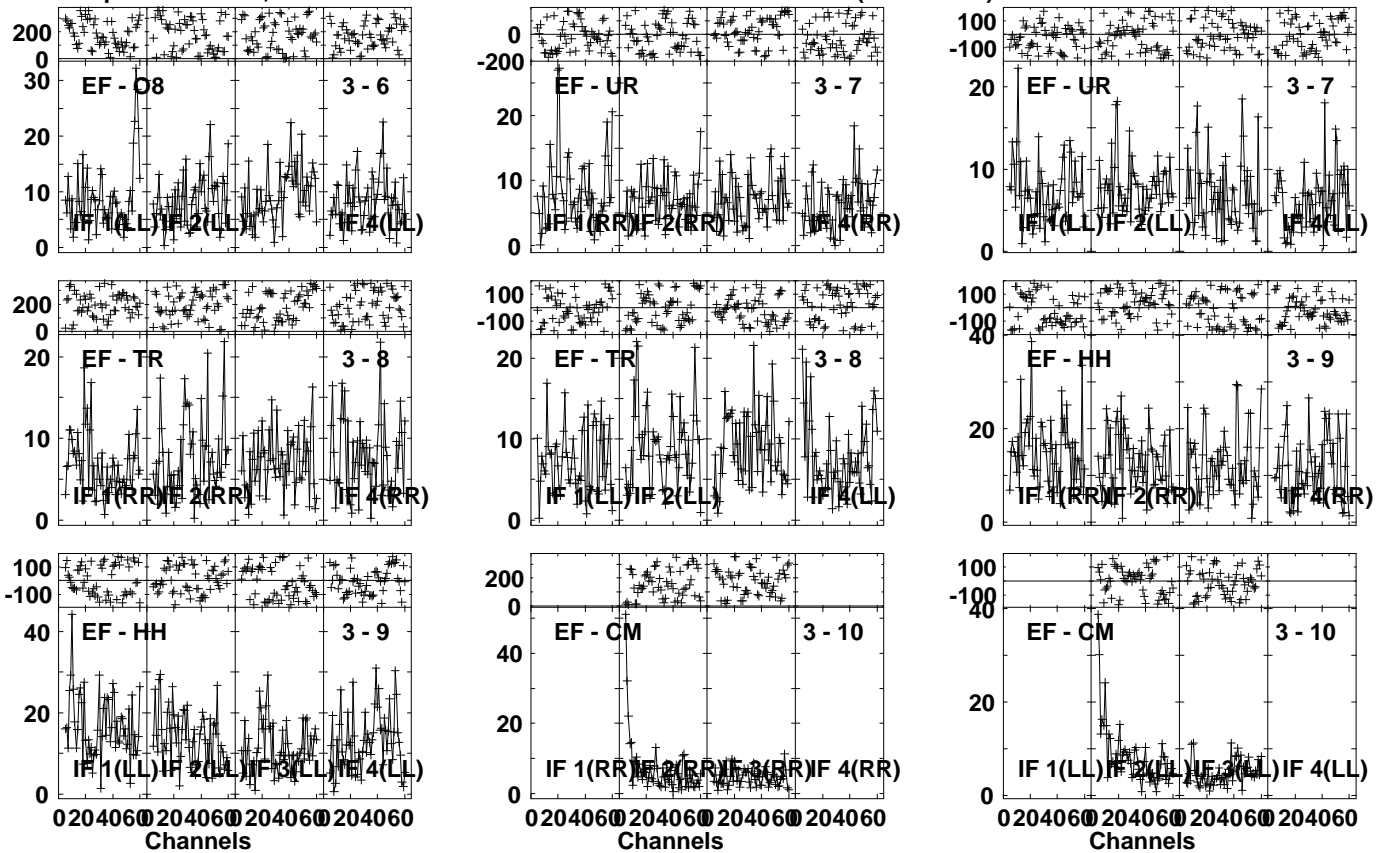 200
0
0
-200
100
-100
EF - O8 3 - 6
30
20
10
0
IF 1(LL) IF 2(LL) IF 4(LL)
EF - UR 3 - 7
20
10
0
IF 1(RR) IF 2(RR) IF 4(RR)
EF - UR 3 - 7
20
10
0
IF 1(LL) IF 2(LL) IF 4(LL)
200
0
100
-100
100
-100
EF - TR 3 - 8
20
10
0
IF 1(RR) IF 2(RR) IF 4(RR)
EF - TR 3 - 8
20
10
0
IF 1(LL) IF 2(LL) IF 4(LL)
EF - HH 3 - 9
40
20
0
IF 1(RR) IF 2(RR) IF 4(RR)
100
-100
200
0
100
-100
EF - HH 3 - 9
40
20
0
IF 1(LL) IF 2(LL) IF 3(LL) IF 4(LL)
EF - CM 3 - 10
40
20
0
IF 1(RR) IF 2(RR) IF 3(RR) IF 4(RR)
EF - CM 3 - 10
40
20
0
IF 1(LL) IF 2(LL) IF 3(LL) IF 4(LL)
0 20 40 60 0 20 40 60 0 20 40 60 0 20 40 60
0 20 40 60 0 20 40 60 0 20 40 60 0 20 40 60
0 20 40 60 0 20 40 60 0 20 40 60 0 20 40 60
Channels Channels Channels